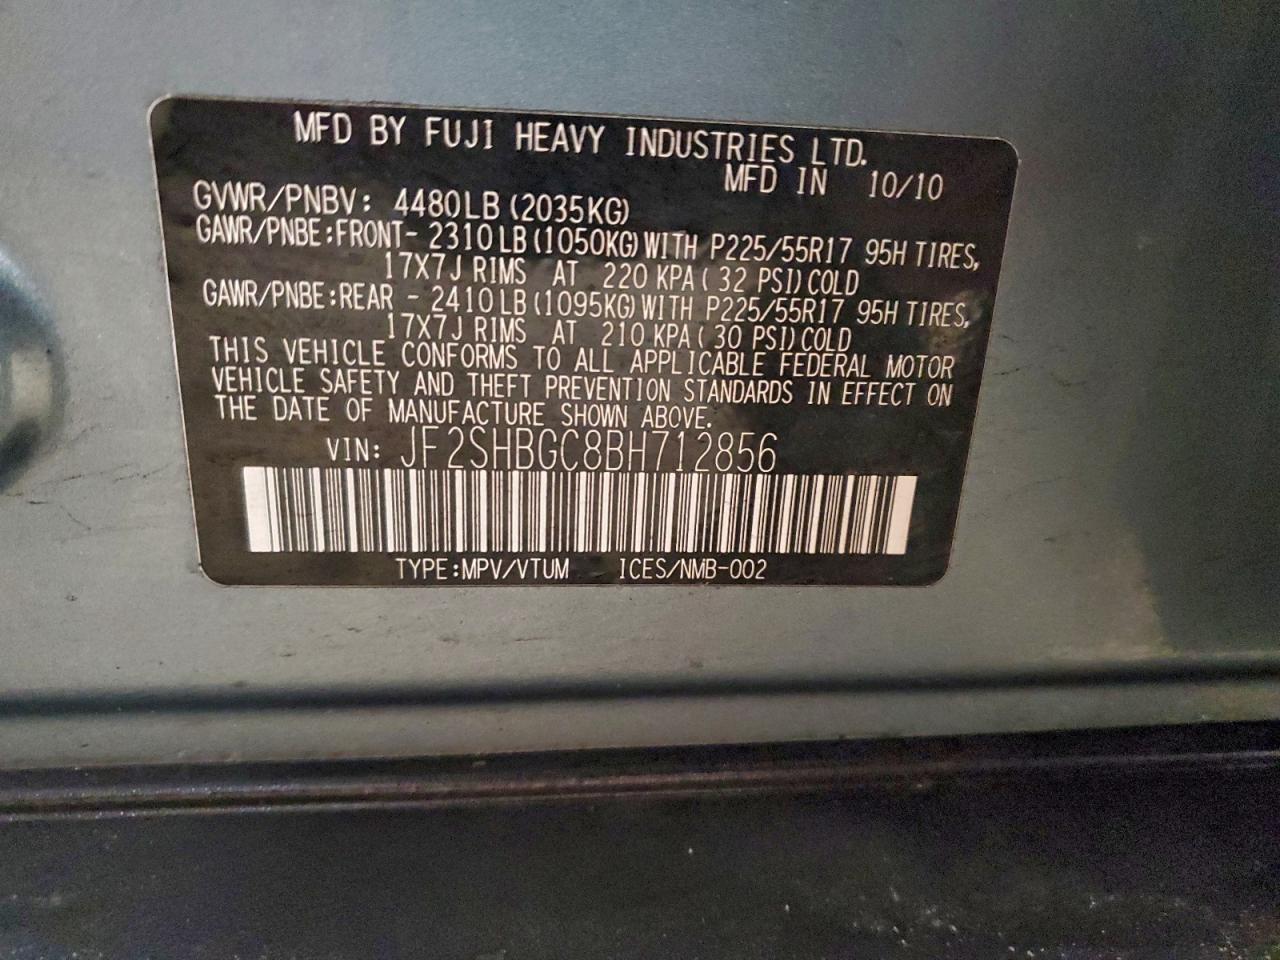 MFD BY FUJI HEAVY INDUSTRIES LTD.
MFD IN 10/10
GVWR/PNBV: 4480LB (2035KG)
GAWR/PNBE:FRONT- 2310LB(1050KG)WITH P225/55R17 95H TIRES,
17X7J RIMS AT 220 KPA( 32 PSI)COLD
GAWR/PNBE:REAR - 2410LB(1095KG)WITH P225/55R17 95H TIRES,
17X7J RIMS AT 210 KPA( 30 PSI)COLD
THIS VEHICLE CONFORMS TO ALL APPLICABLE FEDERAL MOTOR
VEHICLE SAFETY AND THEFT PREVENTION STANDARDS IN EFFECT ON
THE DATE OF MANUFACTURE SHOWN ABOVE.
VIN: JF2SHBGC8BH712856
TYPE:MPV/VTUM ICES/NMB-002